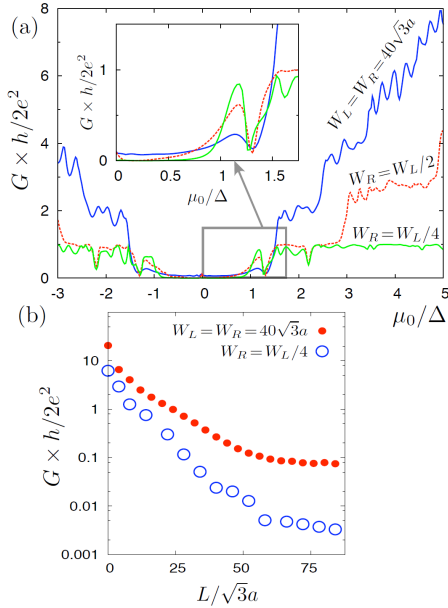 (a)
8
6
4
2
0
G × h/2e²
W_L=W_R=40√3a
W_R=W_L/2
W_R=W_L/4
1
0
G × h/2e²
0 0.5 1.5
μ₀/Δ
-3 -2 -1 0 1 2 3 4 5
μ₀/Δ
(b)
W_L=W_R=40√3a
W_R=W_L/4
10
1
0.1
0.01
0.001
G × h/2e²
0 25 50 75
L/√3a